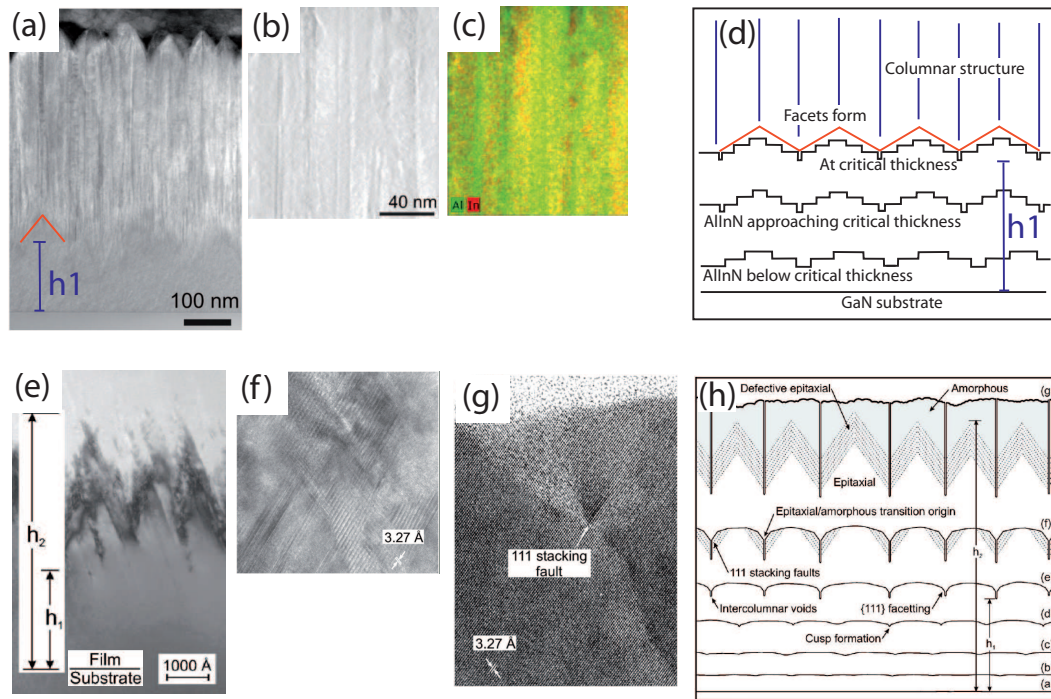 (a)
h1
100 nm
(b)
40 nm
(c)
Al In
(d)
Columnar structure
Facets form
At critical thickness
AlInN approaching critical thickness
h1
AlInN below critical thickness
GaN substrate
(e)
h2
h1
Film
Substrate
1000 Å
(f)
3.27 Å
(g)
111 stacking
fault
3.27 Å
(h)
Defective epitaxial
Amorphous
(g
Epitaxial
Epitaxial/amorphous transition origin
(f)
h2
111 stacking faults
(e
Intercolumnar voids
{111} facetting
(d
Cusp formation
h1
(c)
(b
(a